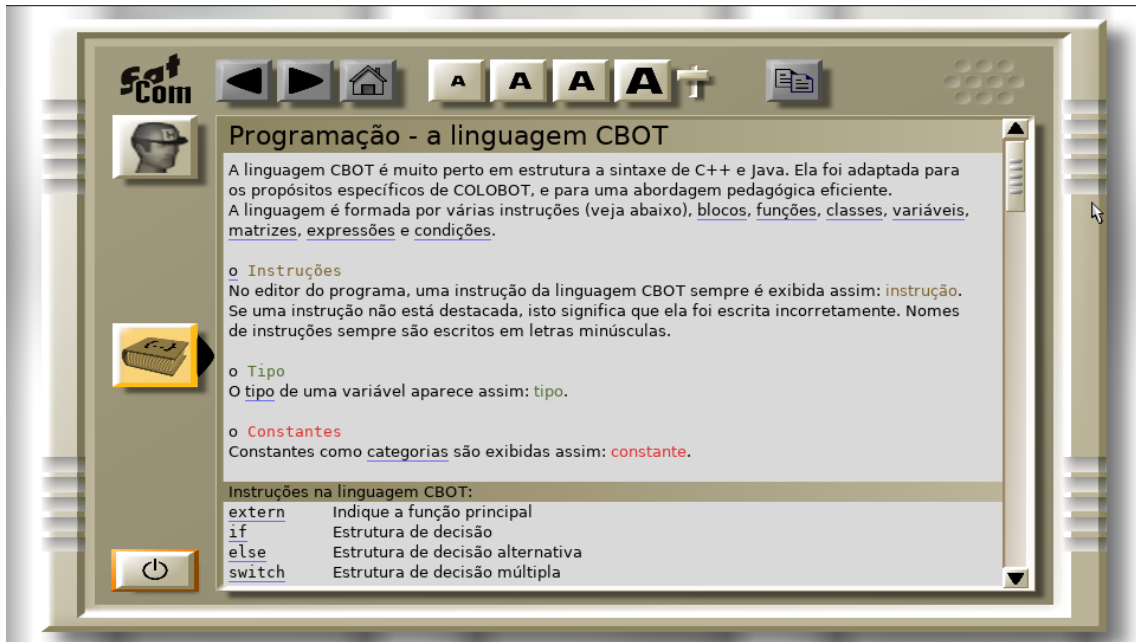 Sat
Com
A A A A
Programação - a linguagem CBOT
A linguagem CBOT é muito perto em estrutura a sintaxe de C++ e Java. Ela foi adaptada para
os propósitos específicos de COLOBOT, e para uma abordagem pedagógica eficiente.
A linguagem é formada por várias instruções (veja abaixo), blocos, funções, classes, variáveis,
matrizes, expressões e condições.
o Instruções
No editor do programa, uma instrução da linguagem CBOT sempre é exibida assim: instrução.
Se uma instrução não está destacada, isto significa que ela foi escrita incorretamente. Nomes
de instruções sempre são escritos em letras minúsculas.
o Tipo
O tipo de uma variável aparece assim: tipo.
o Constantes
Constantes como categorias são exibidas assim: constante.
Instruções na linguagem CBOT:
extern Indique a função principal
if Estrutura de decisão
else Estrutura de decisão alternativa
switch Estrutura de decisão múltipla
{...}